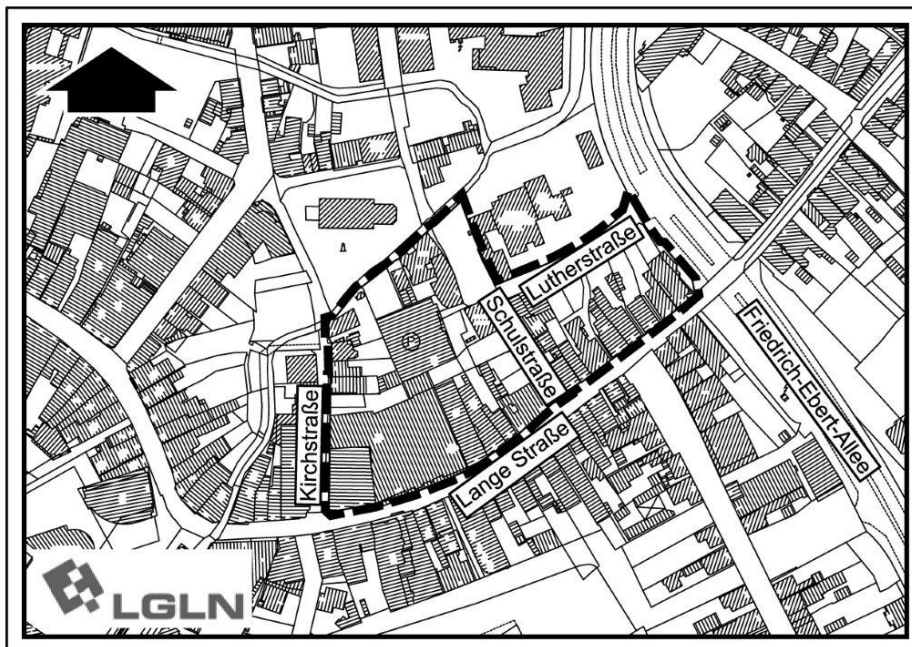 Lutherstraße
Schulstraße
Friedrich-Ebert-Allee
Kirchstraße
Lange Straße
P
LGLN